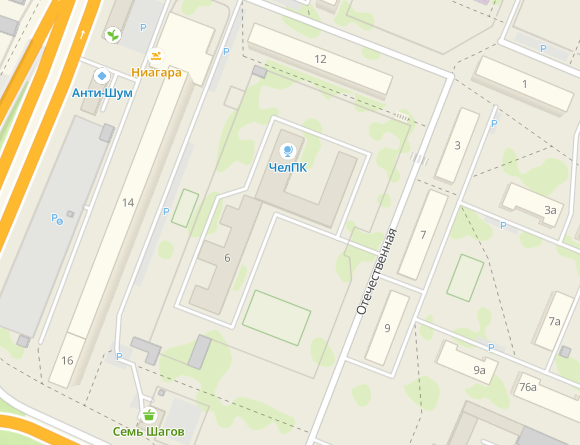 P
12
P
1
Ниагара
P
Анти-Шум
P
3
ЧелПК
14
P
3а
P
P
7
6
Отечественная
7а
9
P
P
16
9а
76а
Семь Шагов